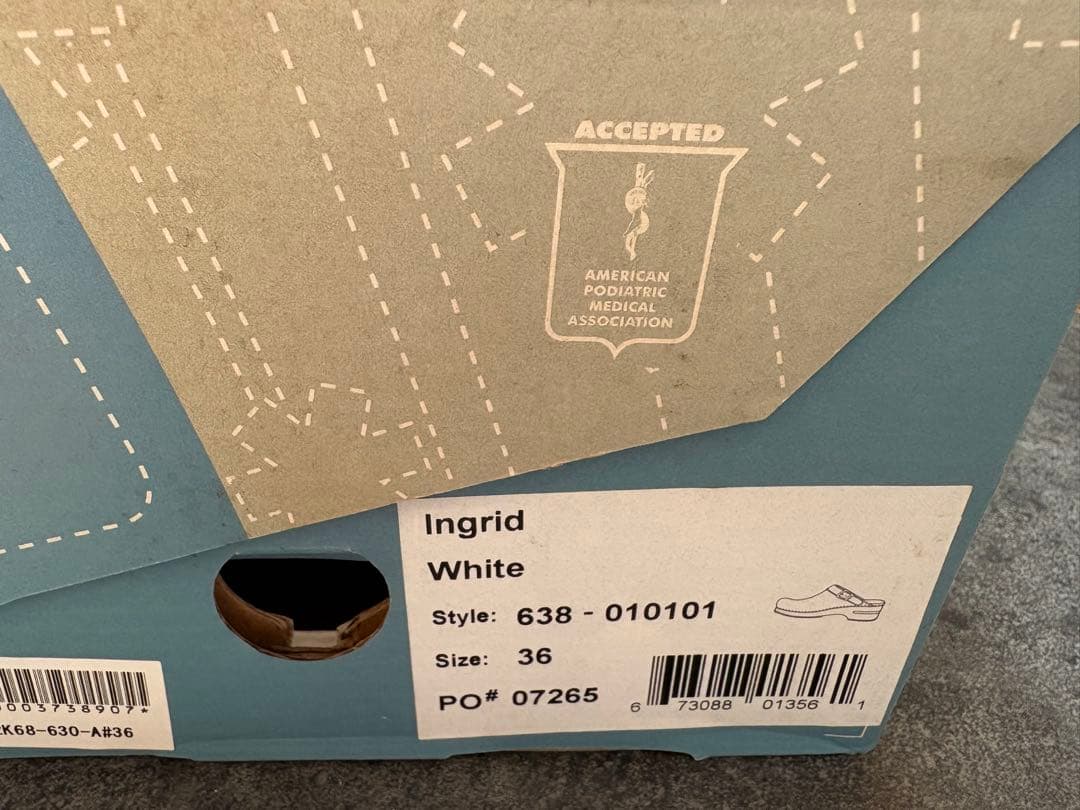 ACCEPTED
AMERICAN
PODIATRIC
MEDICAL
ASSOCIATION
Ingrid
White
Style: 638 - 010101
Size: 36
PO# 07265
6 73088 01356 1
003738907*
K68-630-A#36